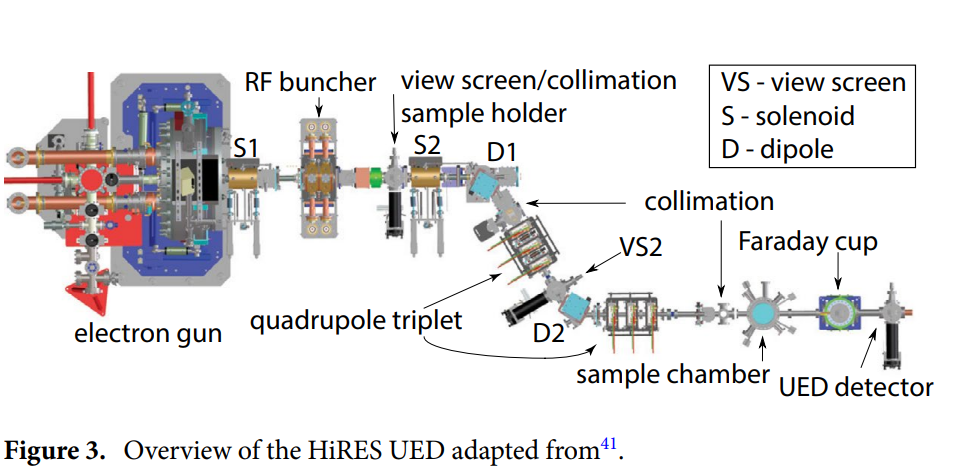 RF buncher
view screen/collimation
sample holder
VS - view screen
S - solenoid
D - dipole
S1
S2
D1
collimation
VS2
Faraday cup
electron gun
quadrupole triplet
D2
sample chamber
UED detector
Figure 3. Overview of the HiRES UED adapted from41.